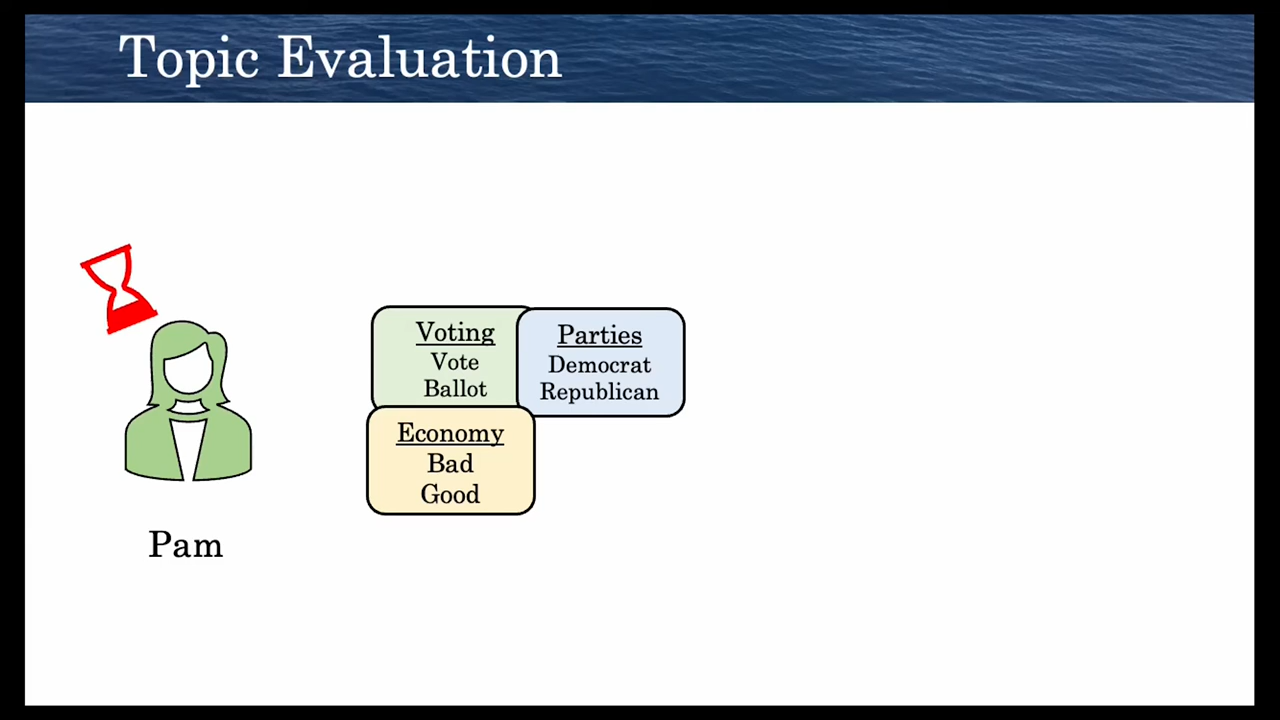 Topic Evaluation
Voting
Vote
Ballot
Parties
Democrat
Republican
Economy
Bad
Good
Pam